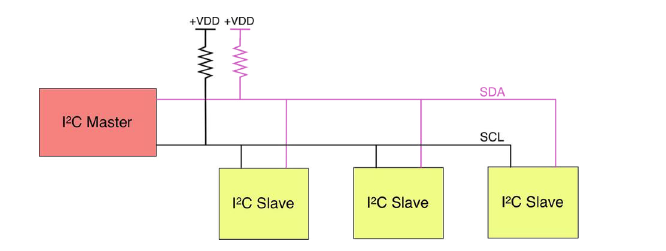 +VDD +VDD
SDA
I²C Master
SCL
I²C Slave
I²C Slave
I²C Slave